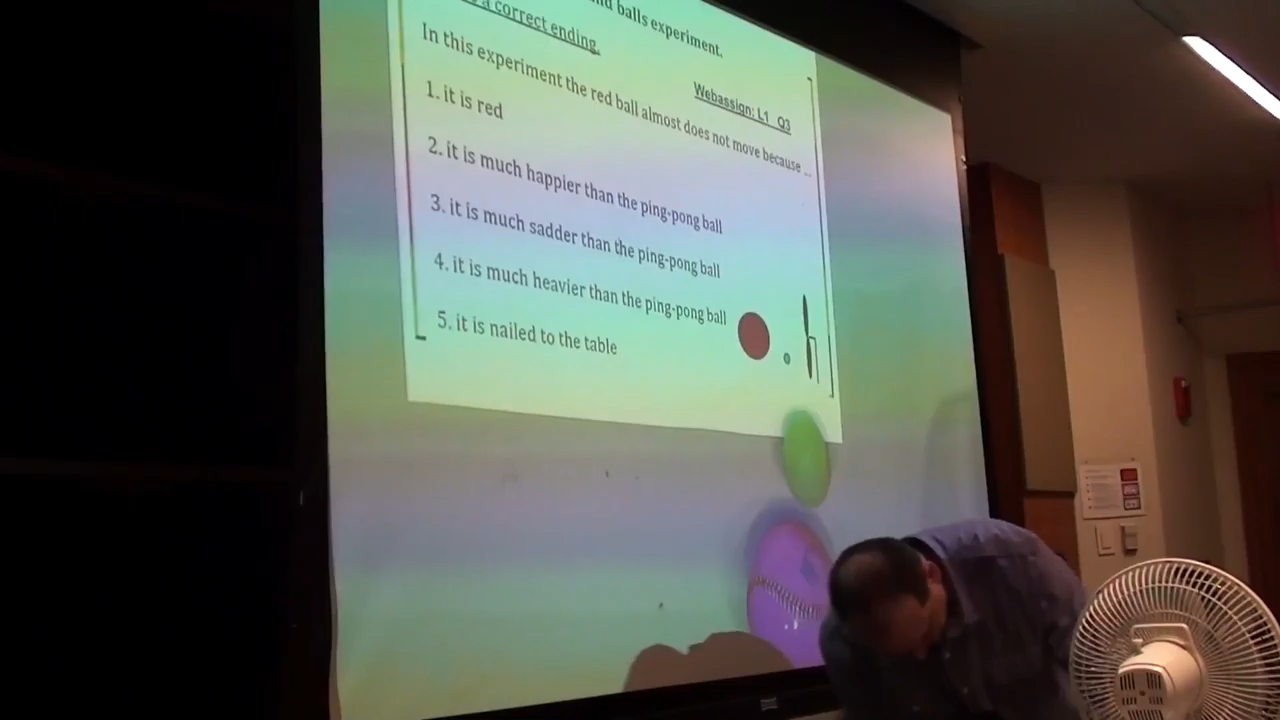 balls experiment.
a correct ending.
Webassign: L1_Q3
In this experiment the red ball almost does not move because ...
1. it is red
2. it is much happier than the ping-pong ball
3. it is much sadder than the ping-pong ball
4. it is much heavier than the ping-pong ball
5. it is nailed to the table